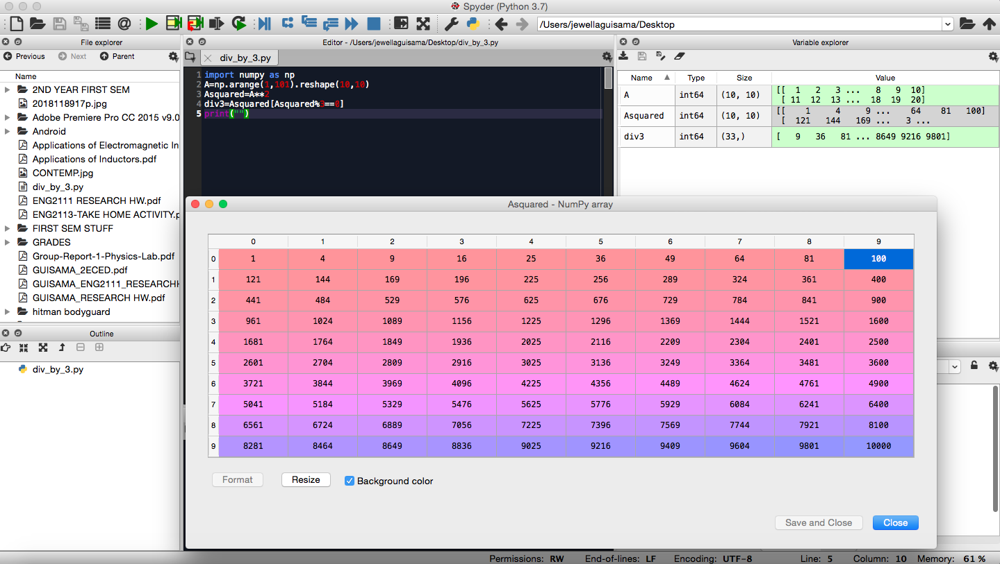 Spyder (Python 3.7)
/Users/jewellaguisama/Desktop
File explorer
Previous Next Parent
Name
2ND YEAR FIRST SEM
2018118917p.jpg
Adobe Premiere Pro CC 2015 v9.0
Android
Applications of Electromagnetic In
Applications of Inductors.pdf
CONTEMP.jpg
div_by_3.py
ENG2111 RESEARCH HW.pdf
ENG2113-TAKE HOME ACTIVITY.p
FIRST SEM STUFF
GRADES
Group-Report-1-Physics-Lab.pdf
GUISAMA_2ECED.pdf
GUISAMA_ENG2111_RESEARCHH
GUISAMA_RESEARCH HW.pdf
hitman bodyguard
Outline
div_by_3.py
Editor - /Users/jewellaguisama/Desktop/div_by_3.py
div_by_3.py
1 import numpy as np
2 A=np.arange(1,101).reshape(10,10)
3 Asquared=A**2
4 div3=Asquared[Asquared%3==0]
5 print("")
Variable explorer
Name Type Size Value
A int64 (10, 10) [[ 1 2 3 ... 8 9 10]
[ 11 12 13 ... 18 19 20]
Asquared int64 (10, 10) [[ 1 4 9 ... 64 81 100]
[ 121 144 169 ... 3 ...
div3 int64 (33,) [ 9 36 81 ... 8649 9216 9801]
Asquared - NumPy array
0 1 2 3 4 5 6 7 8 9
0 1 4 9 16 25 36 49 64 81 100
1 121 144 169 196 225 256 289 324 361 400
2 441 484 529 576 625 676 729 784 841 900
3 961 1024 1089 1156 1225 1296 1369 1444 1521 1600
4 1681 1764 1849 1936 2025 2116 2209 2304 2401 2500
5 2601 2704 2809 2916 3025 3136 3249 3364 3481 3600
6 3721 3844 3969 4096 4225 4356 4489 4624 4761 4900
7 5041 5184 5329 5476 5625 5776 5929 6084 6241 6400
8 6561 6724 6889 7056 7225 7396 7569 7744 7921 8100
9 8281 8464 8649 8836 9025 9216 9409 9604 9801 10000
Format Resize Background color
Save and Close Close
Permissions: RW End-of-lines: LF Encoding: UTF-8 Line: 5 Column: 10 Memory: 61 %